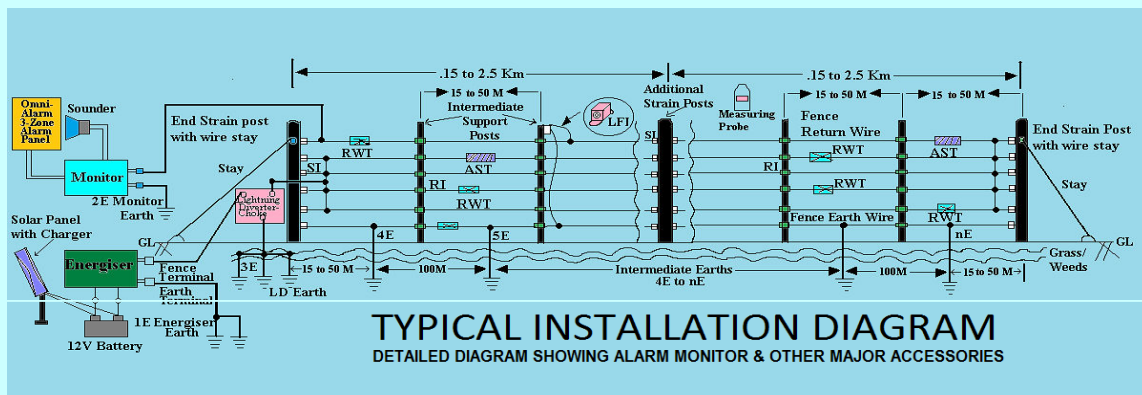 .15 to 2.5 Km
.15 to 2.5 Km
15 to 50 M
15 to 50 M
15 to 50 M
Omni-
Alarm
3-Zone
Alarm
Panel
Sounder
End Strain post
with wire stay
Intermediate
Support
Posts
LFI
Additional
Strain Posts
Measuring
Probe
Fence
Return Wire
End Strain Post
with wire stay
SI
RWT
AST
RWT
AST
Monitor
Stay
SI
RI
RWT
RI
RWT
Stay
2E Monitor
Earth
Lightning
Diverter-
Choke
RWT
Fence Earth Wire
Solar Panel
with Charger
GL
4E
5E
nE
GL
Energiser
Fence
Terminal
Earth
Terminal
3E
15 to 50 M
100M
Intermediate Earths
4E to nE
100M
15 to 50 M
Grass/
Weeds
LD Earth
1E Energiser
Earth
12V Battery
TYPICAL INSTALLATION DIAGRAM
DETAILED DIAGRAM SHOWING ALARM MONITOR & OTHER MAJOR ACCESSORIES